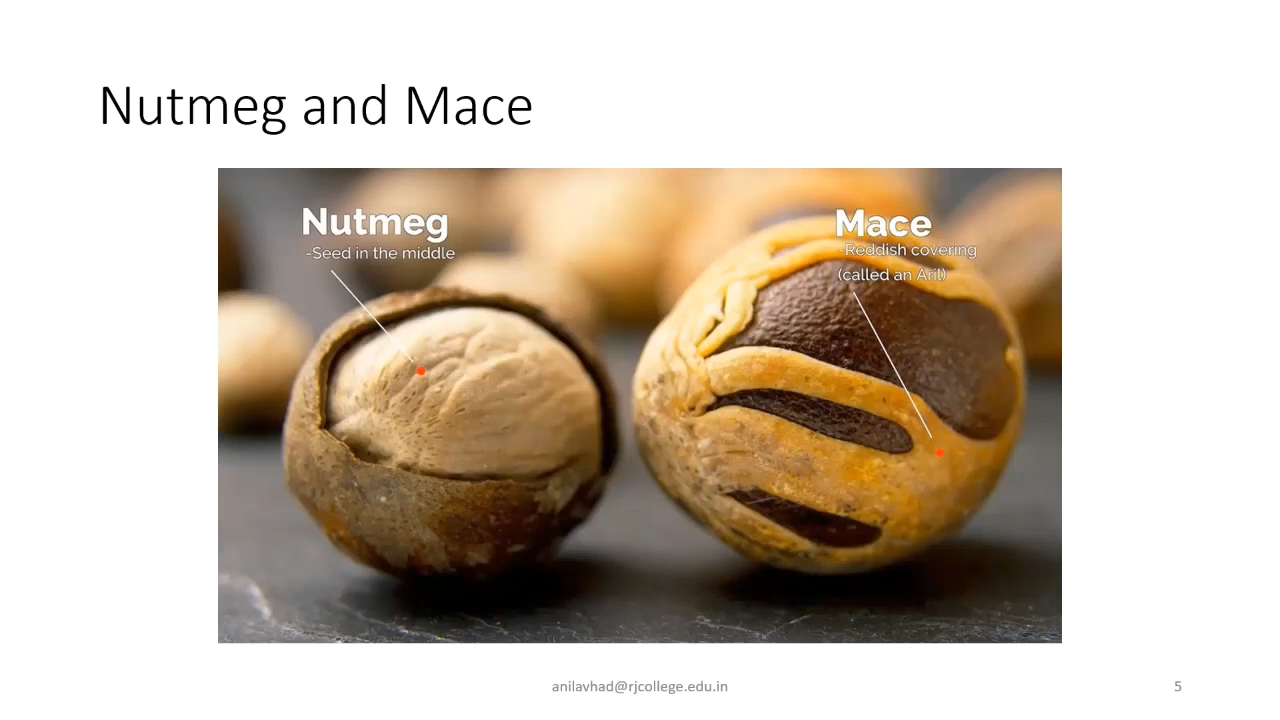 Nutmeg and Mace
Nutmeg
-Seed in the middle
Mace
-Reddish covering
(called an Aril)
anilavhad@rjcollege.edu.in
5